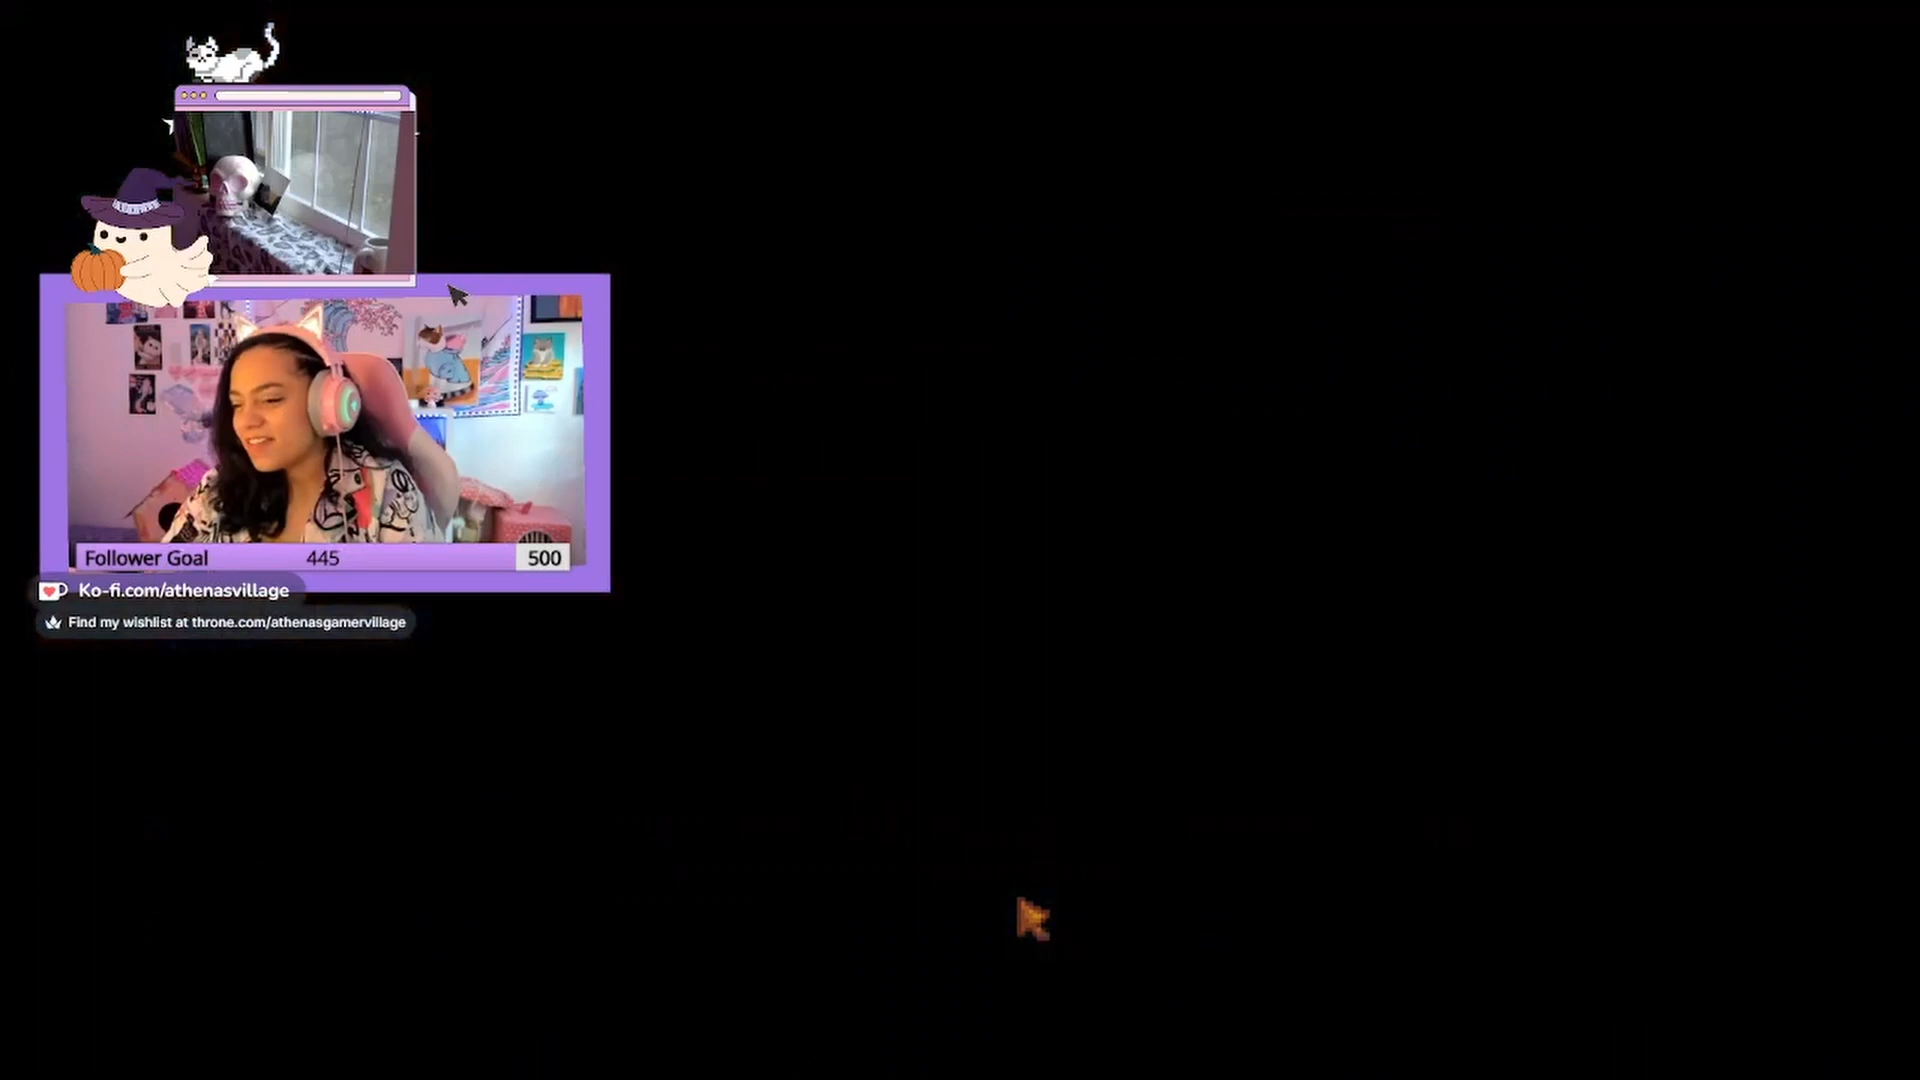 Follower Goal 445 500
Ko-fi.com/athenasvillage
Find my wishlist at throne.com/athenasgamervillage